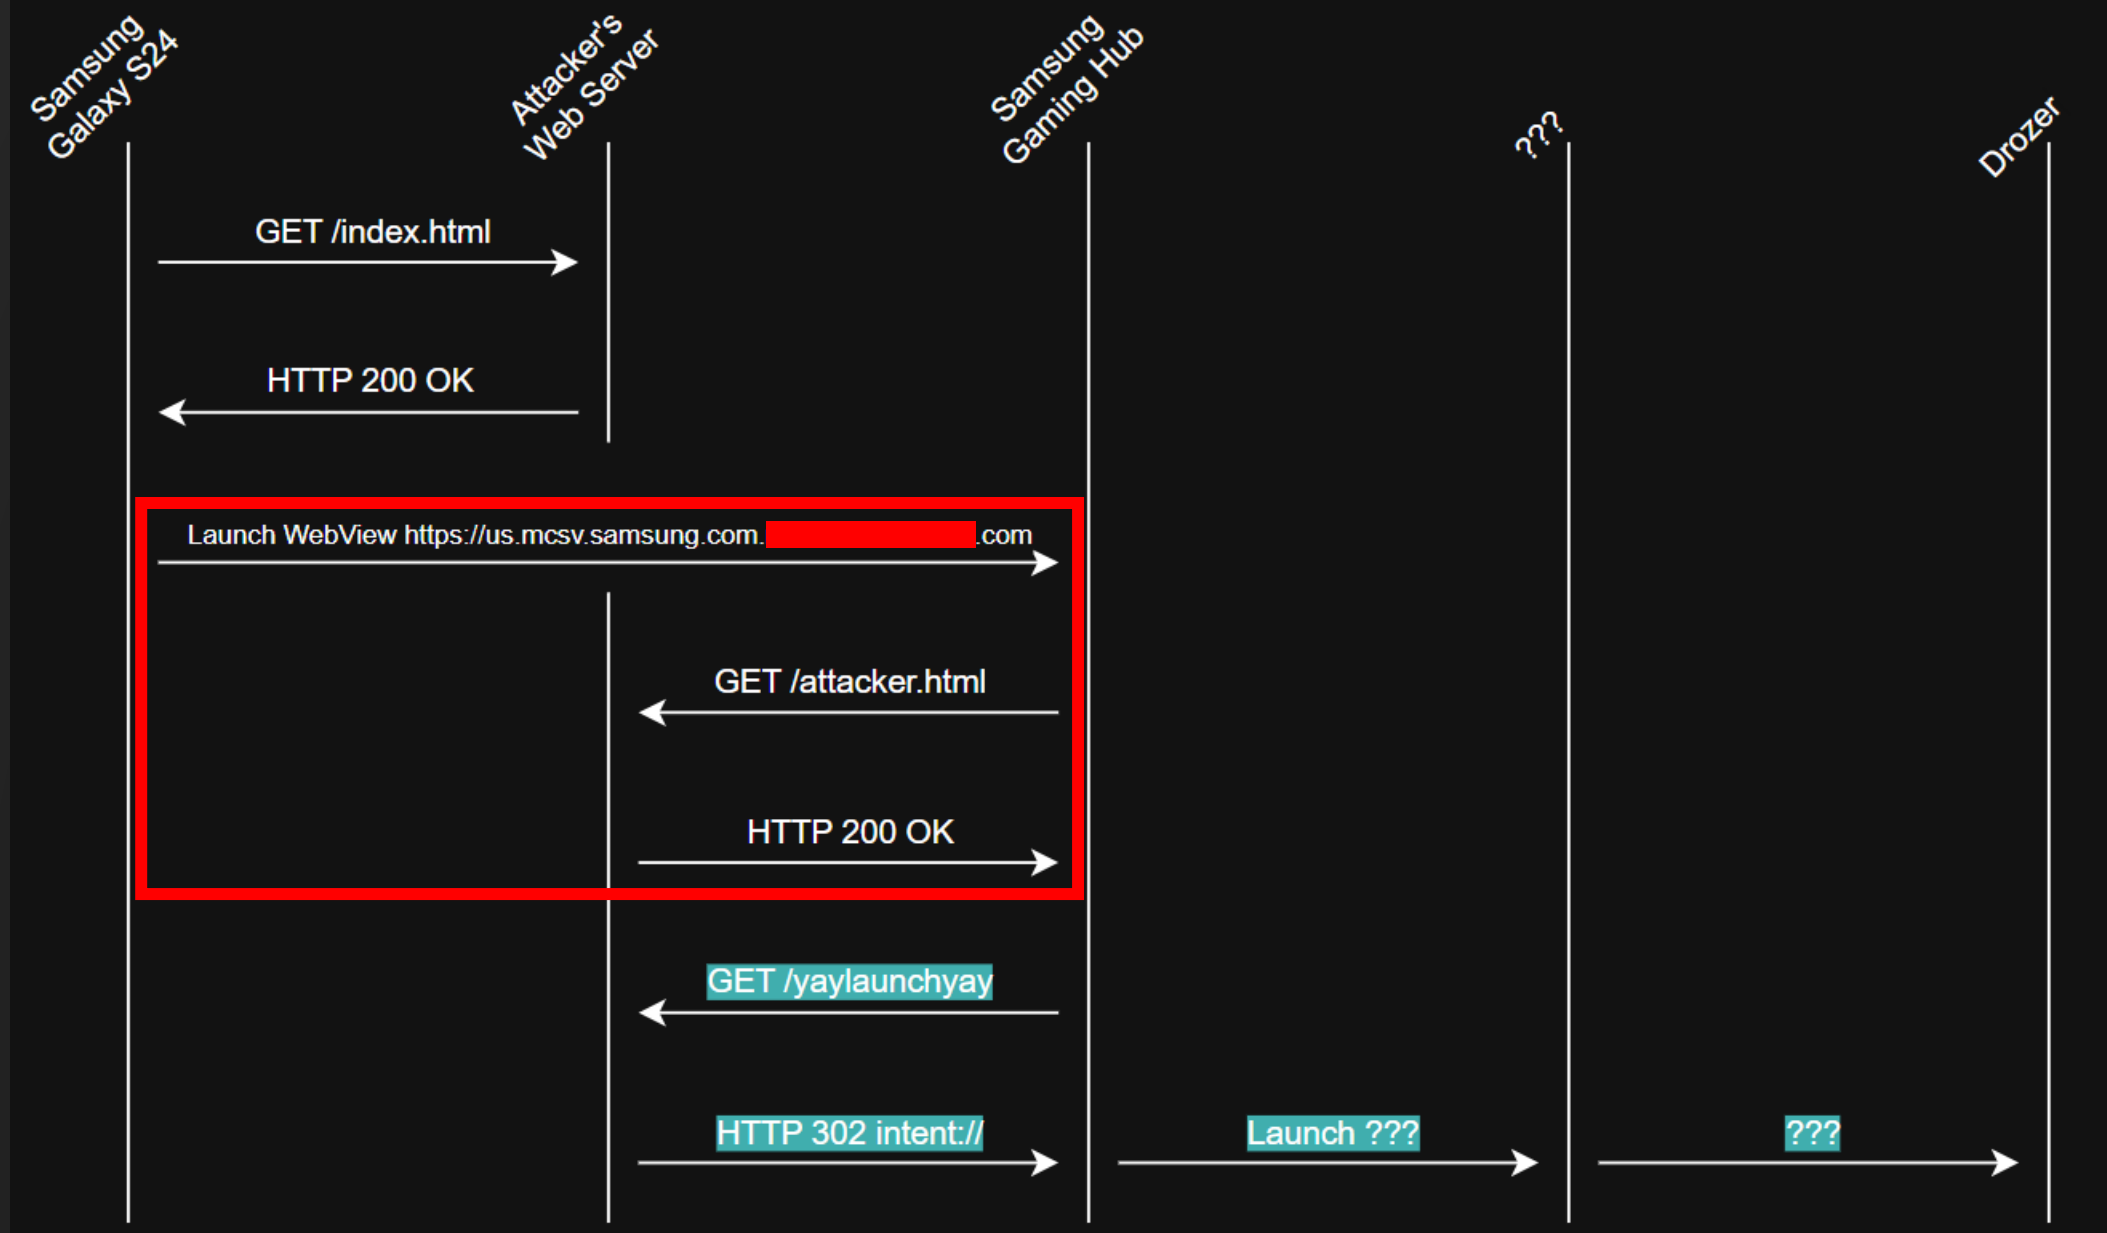 Samsung
Galaxy S24
Attacker's
Web Server
Samsung
Gaming Hub
???
Drozer
GET /index.html
HTTP 200 OK
Launch WebView https://us.mcsv.samsung.com. .com
GET /attacker.html
HTTP 200 OK
GET /yaylaunchyay
HTTP 302 intent://
Launch ???
???